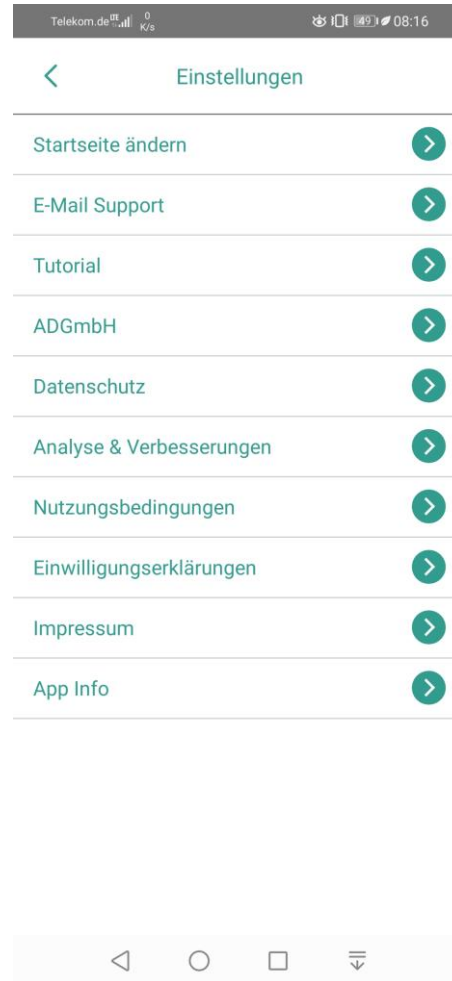 Telekom.de LTE 0 K/s 49 08:16
Einstellungen
Startseite ändern
E-Mail Support
Tutorial
ADGmbH
Datenschutz
Analyse & Verbesserungen
Nutzungsbedingungen
Einwilligungserklärungen
Impressum
App Info